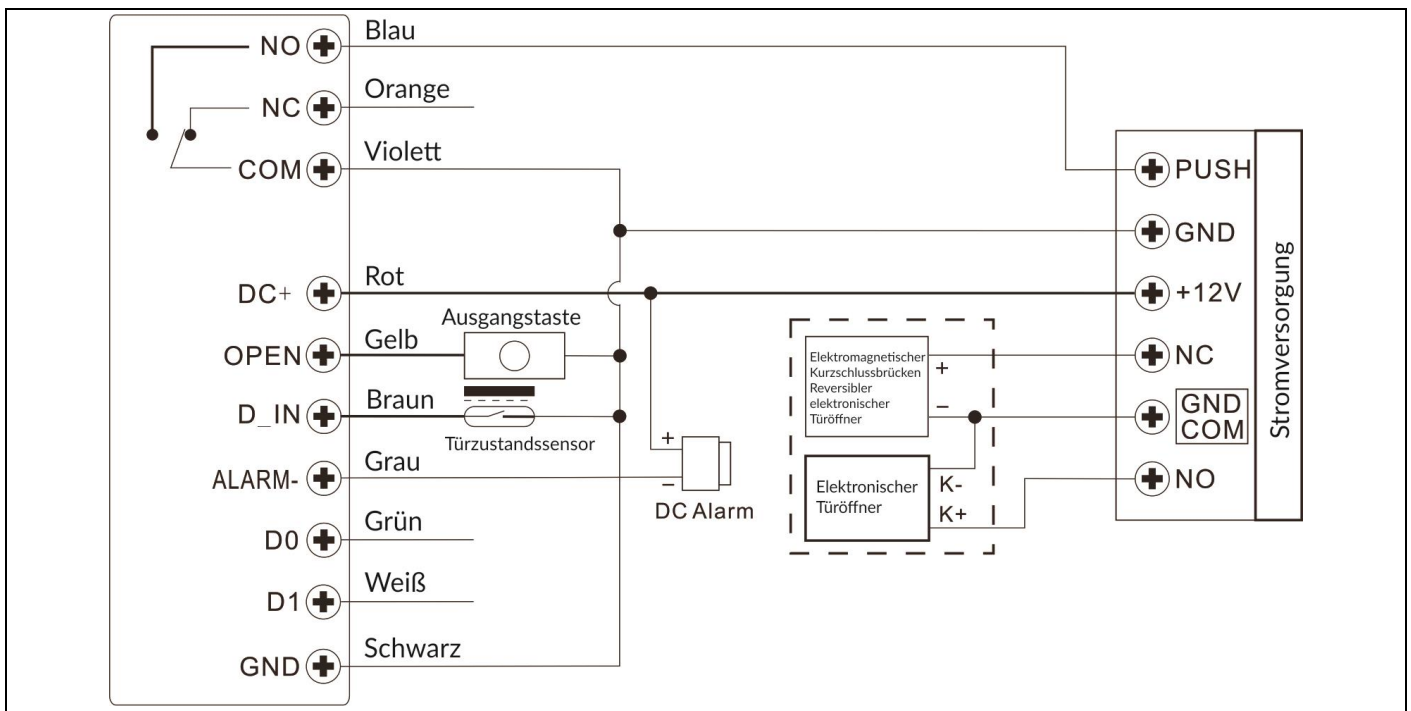 NO Blau
NC Orange
COM Violett
DC+ Rot
OPEN Gelb
Ausgangstaste
D_IN Braun
Türzustandssensor
ALARM- Grau
D0 Grün
D1 Weiß
GND Schwarz
+
–
DC Alarm
Elektromagnetischer
Kurzschlussbrücken
Reversibler
elektronischer
Türöffner
+
–
Elektronischer
Türöffner
K-
K+
PUSH
GND
+12V
NC
GND
COM
NO
Stromversorgung